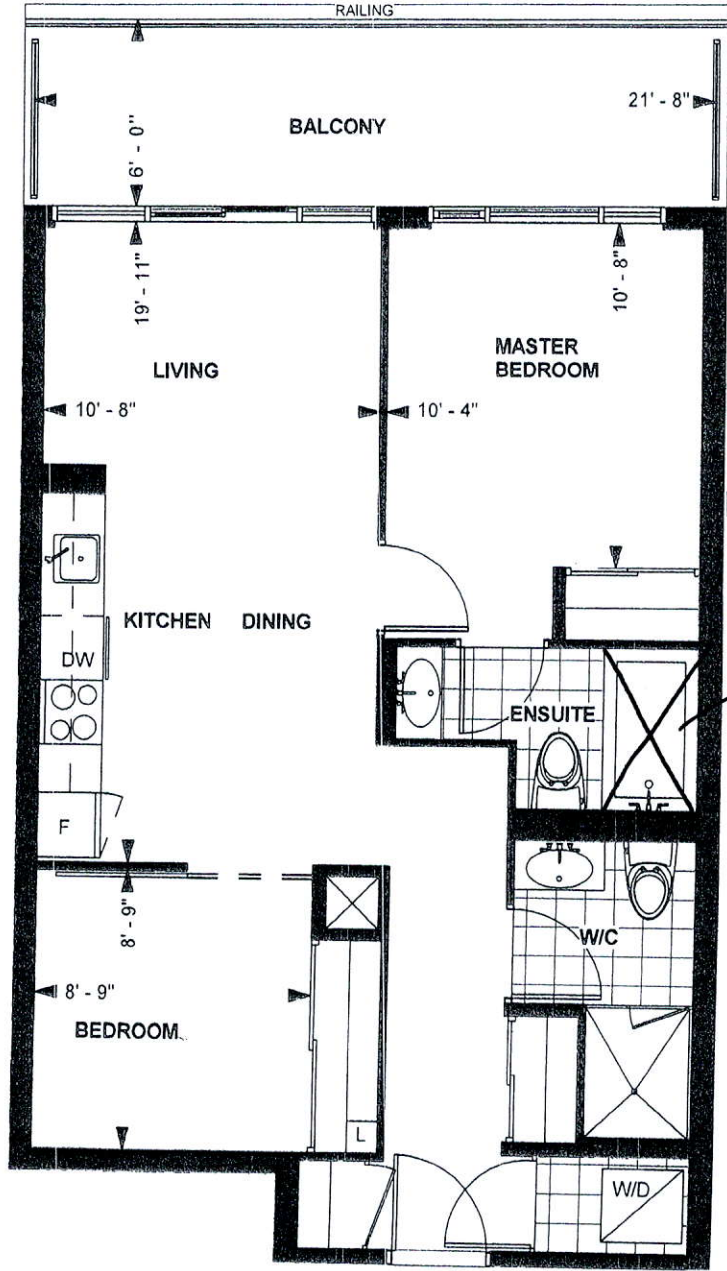 RAILING
BALCONY
21' - 8"
6' - 0"
19' - 11"
10' - 8"
LIVING
MASTER
BEDROOM
10' - 8"
10' - 4"
KITCHEN DINING
DW
ENSUITE
F
8' - 9"
W/C
8' - 9"
BEDROOM
L
W/D